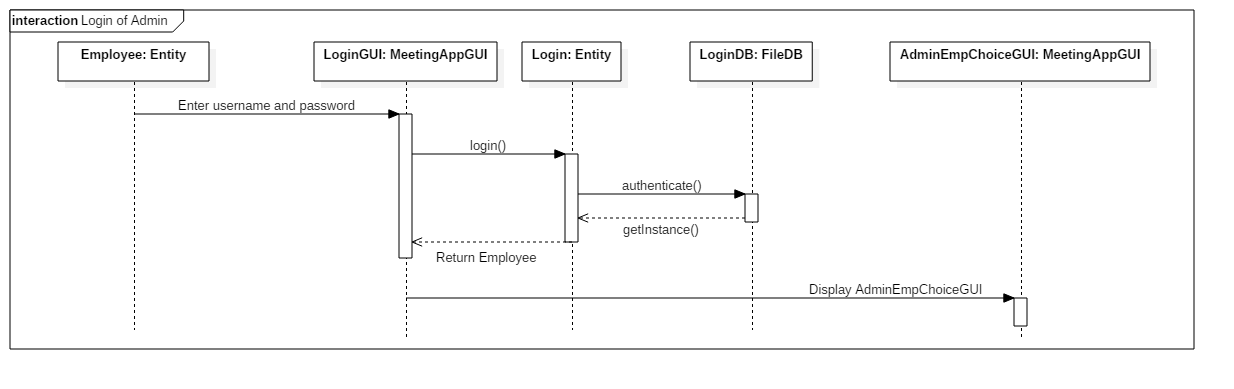 interaction Login of Admin
Employee: Entity
LoginGUI: MeetingAppGUI
Login: Entity
LoginDB: FileDB
AdminEmpChoiceGUI: MeetingAppGUI
Enter username and password
login()
authenticate()
getInstance()
Return Employee
Display AdminEmpChoiceGUI